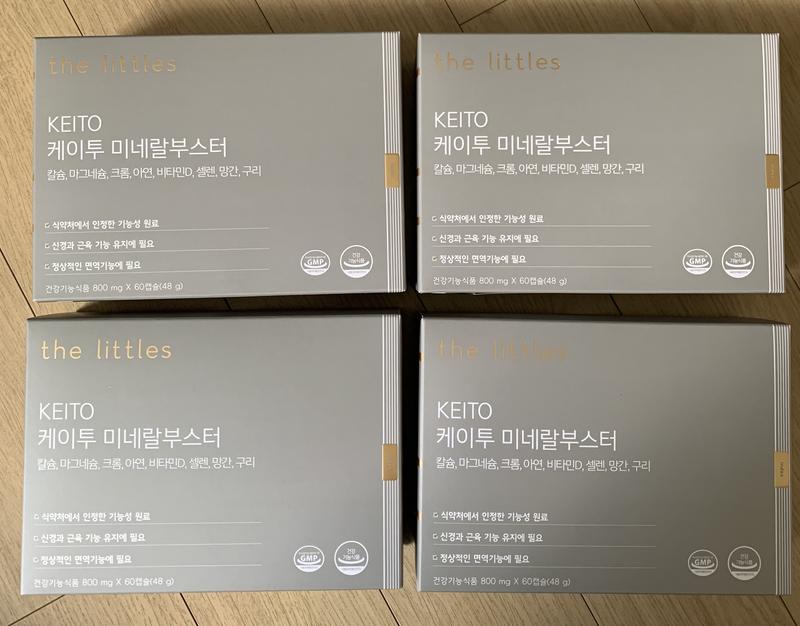 the littles
KEITO
케이투 미네랄부스터
칼슘, 마그네슘, 크롬, 아연, 비타민D, 셀렌, 망간, 구리
식약처에서 인정한 기능성 원료
신경과 근육 기능 유지에 필요
정상적인 면역기능에 필요
GMP
건강
기능식품
건강기능식품 800 mg X 60캡슐(48 g)
the littles
KEITO
케이투 미네랄부스터
칼슘, 마그네슘, 크롬, 아연, 비타민D, 셀렌, 망간, 구리
식약처에서 인정한 기능성 원료
신경과 근육 기능 유지에 필요
정상적인 면역기능에 필요
GMP
건강
기능식품
건강기능식품 800 mg X 60캡슐(48 g)
the littles
KEITO
케이투 미네랄부스터
칼슘, 마그네슘, 크롬, 아연, 비타민D, 셀렌, 망간, 구리
식약처에서 인정한 기능성 원료
신경과 근육 기능 유지에 필요
정상적인 면역기능에 필요
GMP
건강
기능식품
건강기능식품 800 mg X 60캡슐(48 g)
the littles
KEITO
케이투 미네랄부스터
칼슘, 마그네슘, 크롬, 아연, 비타민D, 셀렌, 망간, 구리
식약처에서 인정한 기능성 원료
신경과 근육 기능 유지에 필요
정상적인 면역기능에 필요
GMP
건강
기능식품
건강기능식품 800 mg X 60캡슐(48 g)